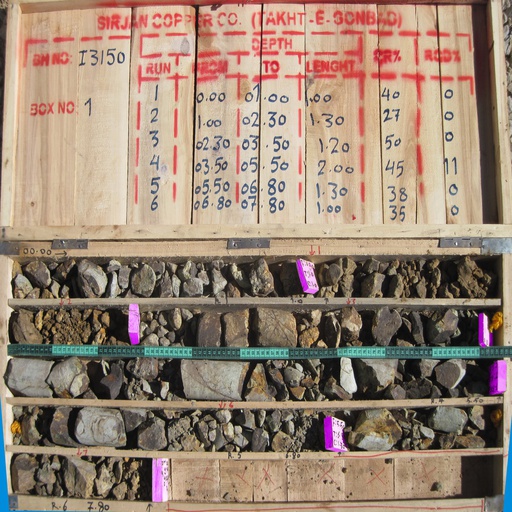 SIRJAN COPPER CO. (TAKHT-E-GONBAD)
DEPTH
BH NO: I3150
RUN FROM TO LENGHT CR% RQD%
BOX NO: 1
1 0.00 01.00 1.00 40 0
2 1.00 02.30 1.30 27 0
3 02.30 03.50 1.20 50 0
4 03.50 05.50 2.00 45 11
5 05.50 06.80 1.30 38 0
6 06.80 07.80 1.00 35 0
00.00 →
R.6 7.80